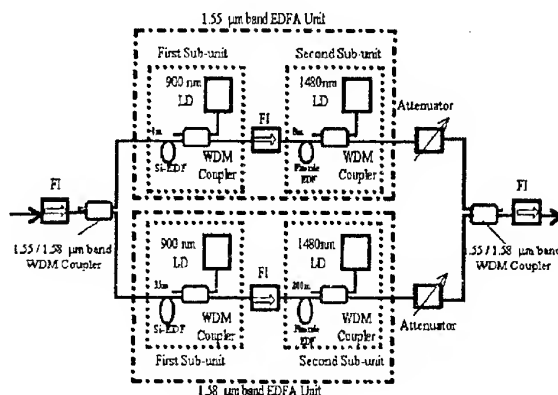 1.55 µm band EDFA Unit
First Sub-unit
Second Sub-unit
900 nm
LD
1480nm
LD
Attenuator
FI
Si-EDF
WDM
Coupler
EDF
WDM
Coupler
FI
FI
1.55 / 1.58 µm band
WDM Coupler
1.55 / 1.58 µm band
WDM Coupler
900 nm
LD
FI
1480nm
LD
Si-EDF
WDM
Coupler
EDF
WDM
Coupler
Attenuator
First Sub-unit
Second Sub-unit
1.58 µm band EDFA Unit